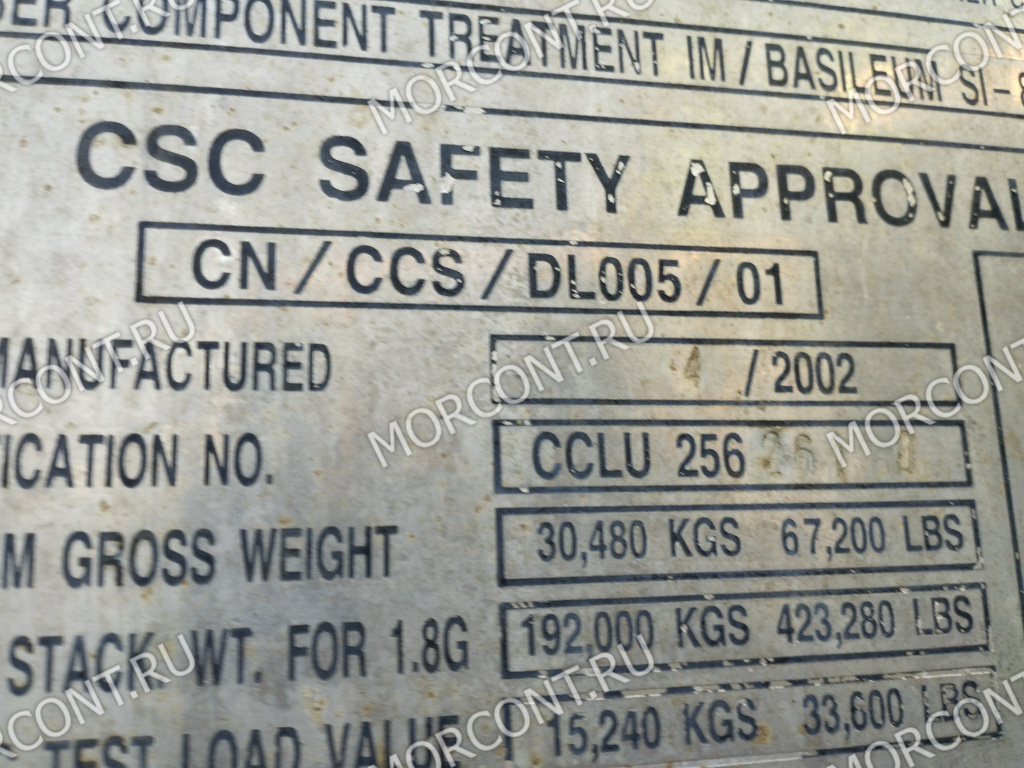 COMPONENT TREATMENT IM / BASILEUM SI-8
CSC SAFETY APPROVAL
CN / CCS / DL005 / 01
MANUFACTURED / 2002
FICATION NO. CCLU 256
M GROSS WEIGHT 30,480 KGS 67,200 LBS
STACK. WT. FOR 1.8G 192,000 KGS 423,280 LBS
TEST LOAD VALUE 15,240 KGS 33,600 LBS
MORCONT.RU